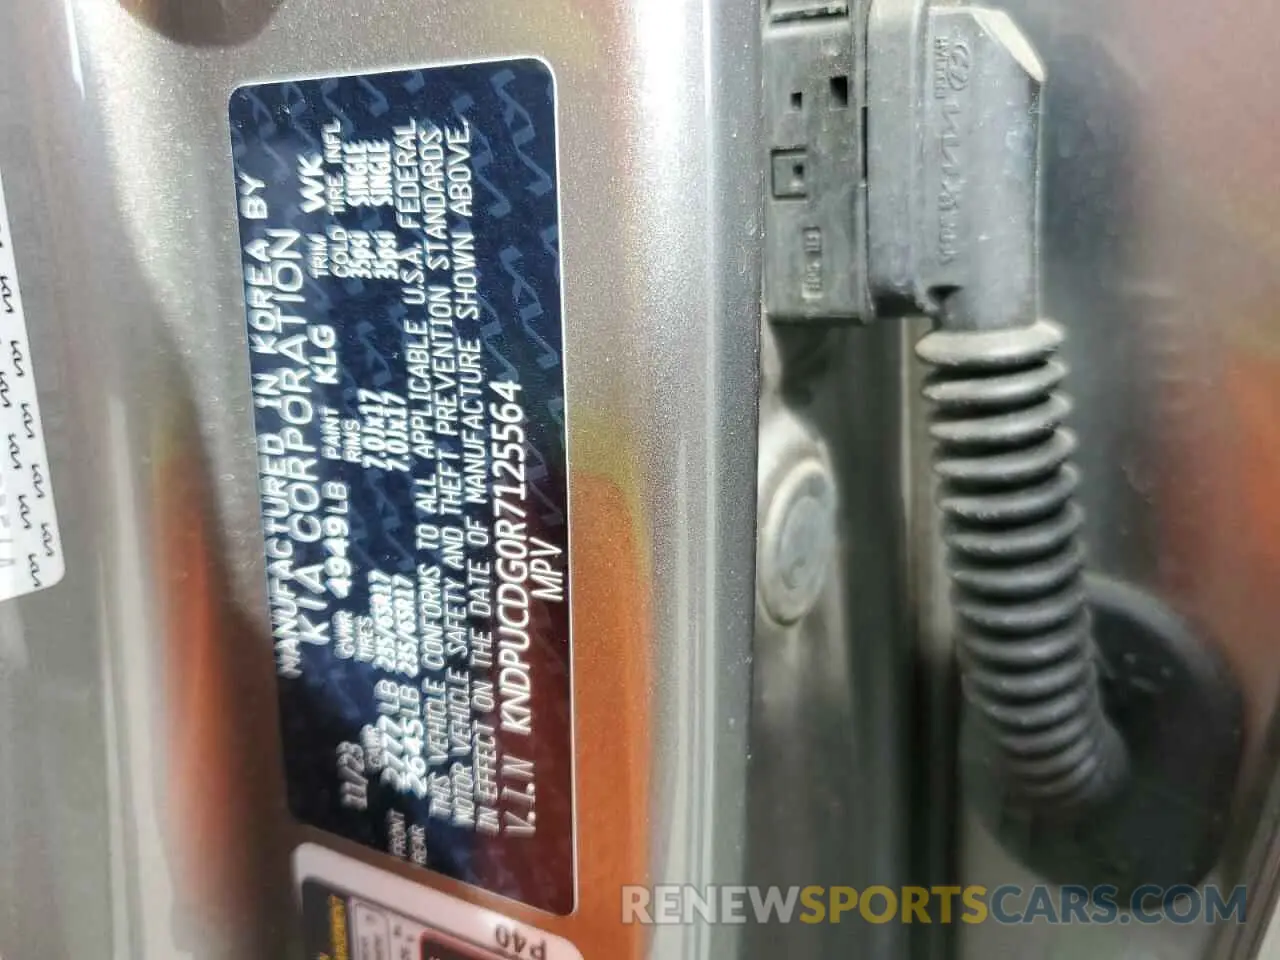 MANUFACTURED IN KOREA BY
KIA CORPORATION
11/23 GVWR 4949LB PAINT KLG TRIM WK
GAWR TIRES RIMS COLD TIRE INFL
FRONT 2777LB 235/65R17 7.0Jx17 35psi SINGLE
REAR 2645LB 235/65R17 7.0Jx17 35psi SINGLE
THIS VEHICLE CONFORMS TO ALL APPLICABLE U.S.A. FEDERAL
MOTOR VEHICLE SAFETY AND THEFT PREVENTION STANDARDS
IN EFFECT ON THE DATE OF MANUFACTURE SHOWN ABOVE.
V.I.N KNDPUCDG0R7125564
MPV
P40
RENEWSPORTSCARS.COM